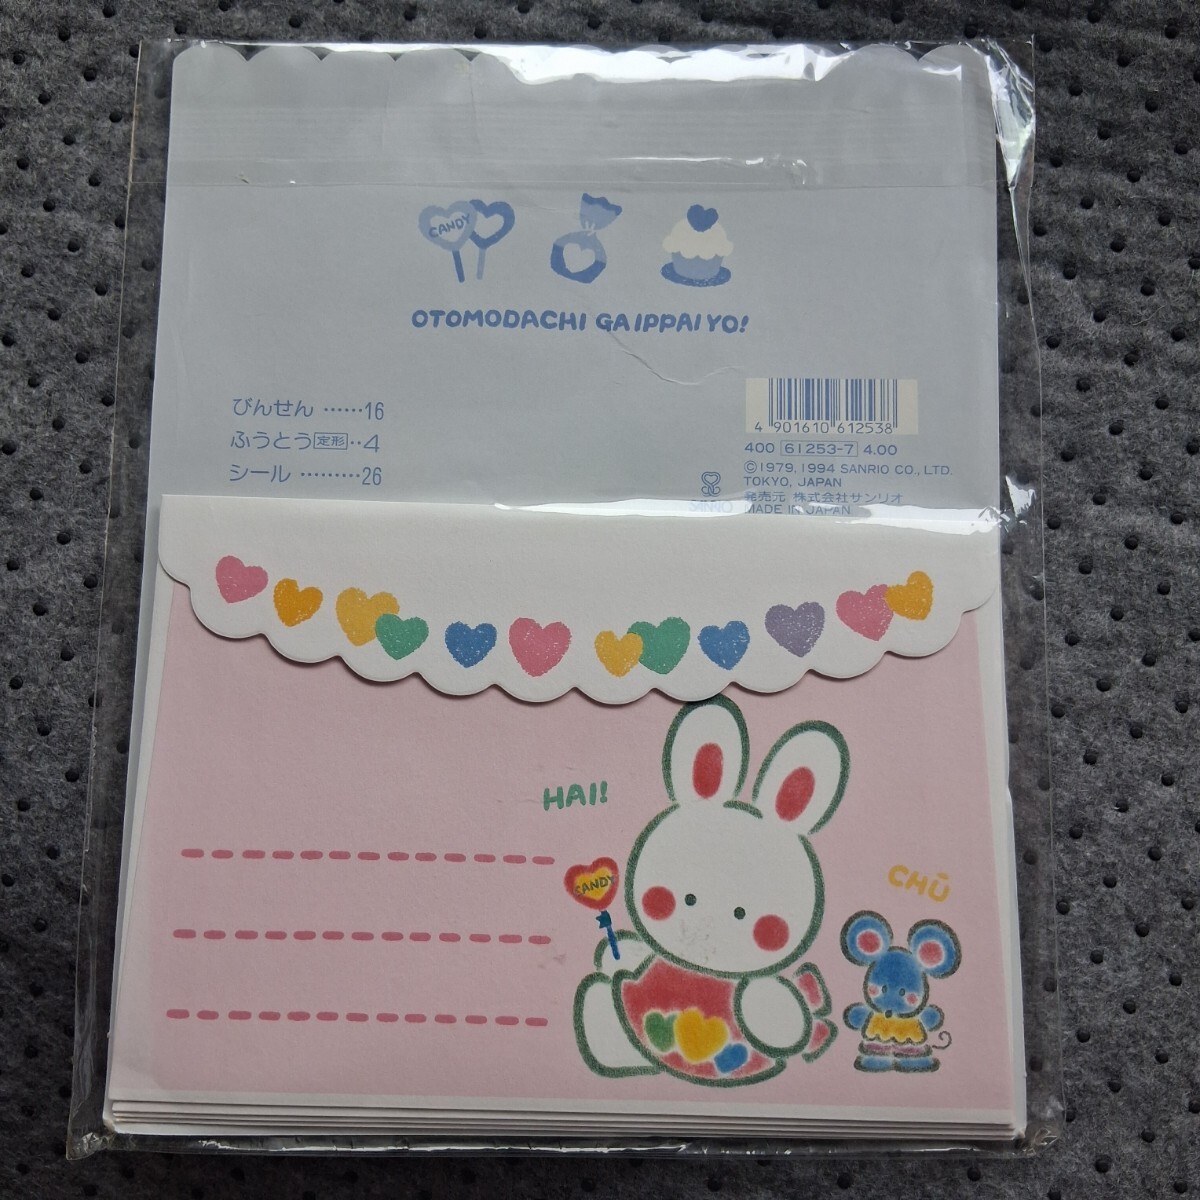 CANDY
OTOMODACHI GA IPPAI YO!
びんせん ······16
ふうとう 定形 ··4
シール ·········26
4 901610 612538
400 61253-7 4.00
©1979, 1994 SANRIO CO., LTD.
TOKYO, JAPAN
発売元 株式会社サンリオ
MADE IN JAPAN
SANRIO
HAI!
CANDY
CHŪ